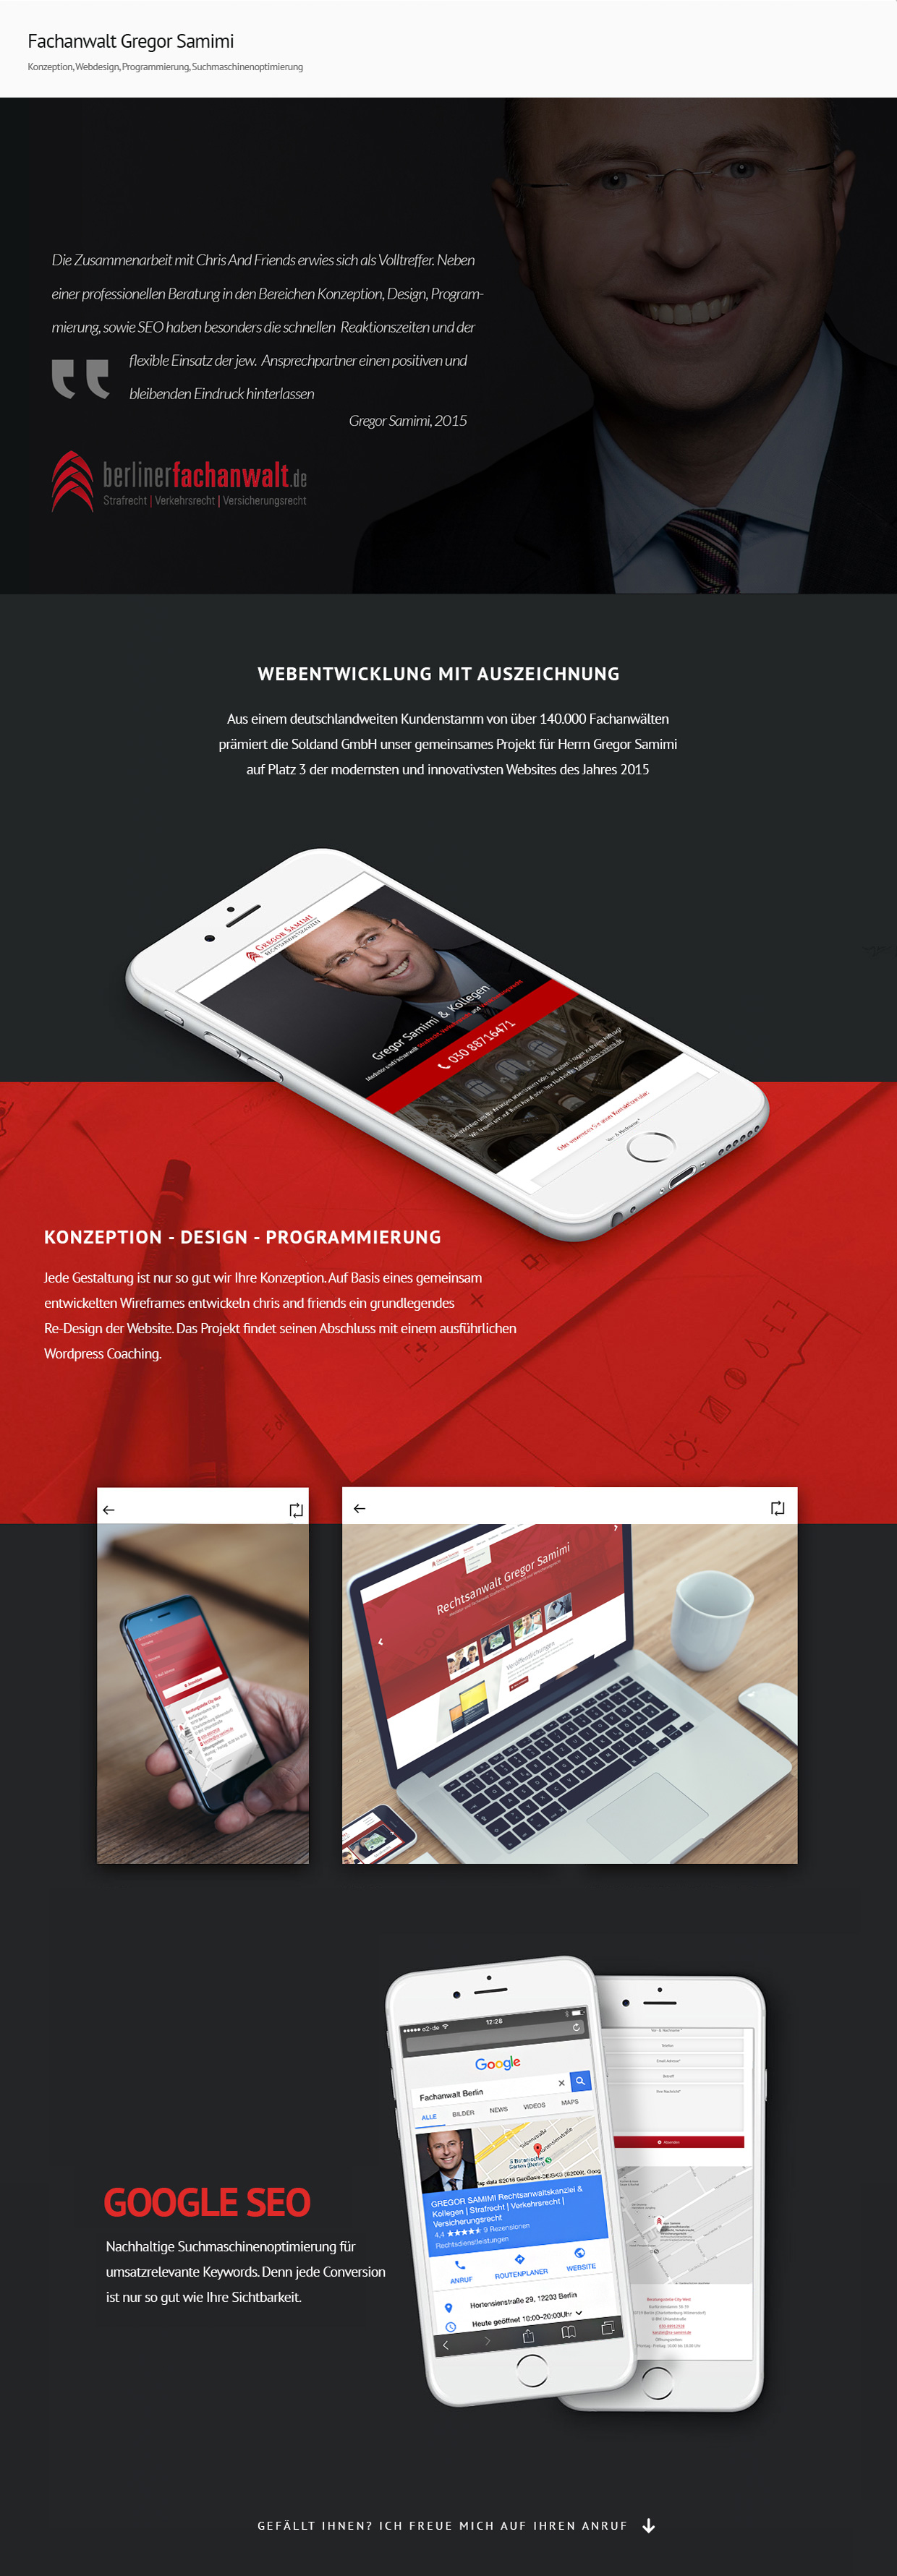 Fachanwalt Gregor Samimi
Konzeption, Webdesign, Programmierung, Suchmaschinenoptimierung
Die Zusammenarbeit mit Chris And Friends erwies sich als Volltreffer. Neben
einer professionellen Beratung in den Bereichen Konzeption, Design, Program-
mierung, sowie SEO haben besonders die schnellen Reaktionszeiten und der
flexible Einsatz der jew. Ansprechpartner einen positiven und
bleibenden Eindruck hinterlassen
Gregor Samimi, 2015
berlinerfachanwalt.de
Strafrecht | Verkehrsrecht | Versicherungsrecht
WEBENTWICKLUNG MIT AUSZEICHNUNG
Aus einem deutschlandweiten Kundenstamm von über 140.000 Fachanwälten
prämiert die Soldand GmbH unser gemeinsames Projekt für Herrn Gregor Samimi
auf Platz 3 der modernsten und innovativsten Websites des Jahres 2015
GREGOR SAMIMI
RECHTSANWALTSKANZLEI
Gregor Samimi & Kollegen
030 88716471
KONZEPTION - DESIGN - PROGRAMMIERUNG
Jede Gestaltung ist nur so gut wir Ihre Konzeption. Auf Basis eines gemeinsam
entwickelten Wireframes entwickeln chris and friends ein grundlegendes
Re-Design der Website. Das Projekt findet seinen Abschluss mit einem ausführlichen
Wordpress Coaching.
Rechtsanwalt Gregor Samimi
Veröffentlichungen
o2-de
12:28
Google
Fachanwalt Berlin
ALLE BILDER NEWS VIDEOS MAPS
GREGOR SAMIMI Rechtsanwaltskanzlei &
Kollegen | Strafrecht | Verkehrsrecht |
Versicherungsrecht
4,4 ★★★★★ 9 Rezensionen
Rechtsdienstleistungen
ANRUF ROUTENPLANER WEBSITE
Hortensienstraße 29, 12203 Berlin
Heute geöffnet 10:00–20:00Uhr
GOOGLE SEO
Nachhaltige Suchmaschinenoptimierung für
umsatzrelevante Keywords. Denn jede Conversion
ist nur so gut wie Ihre Sichtbarkeit.
GEFÄLLT IHNEN? ICH FREUE MICH AUF IHREN ANRUF